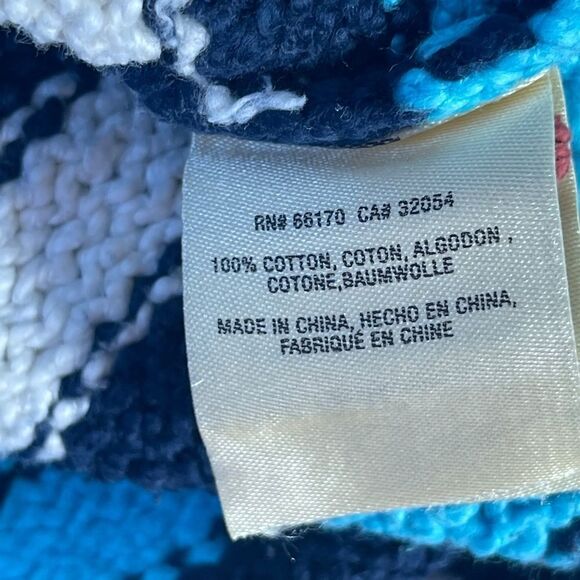 RN# 66170 CA# 32054
100% COTTON, COTON, ALGODON ,
COTONE,BAUMWOLLE
MADE IN CHINA, HECHO EN CHINA,
FABRIQUÉ EN CHINE